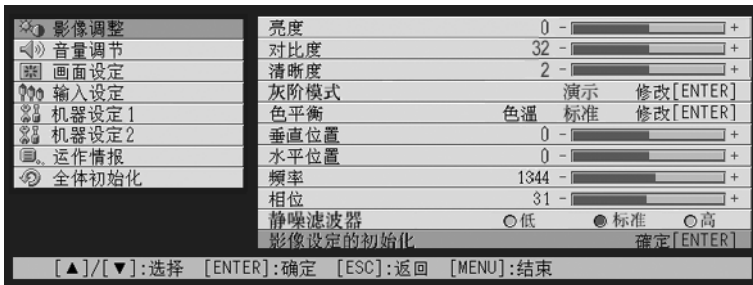 影像调整
音量调节
画面设定
输入设定
机器设定1
机器设定2
运作情报
全体初始化
亮度 0 - +
对比度 32 - +
清晰度 2 - +
灰阶模式 演示 修改[ENTER]
色平衡 色温 标准 修改[ENTER]
垂直位置 0 - +
水平位置 0 - +
频率 1344 - +
相位 31 - +
静噪滤波器 低 标准 高
影像设定的初始化 确定[ENTER]
[▲]/[▼]:选择 [ENTER]:确定 [ESC]:返回 [MENU]:结束